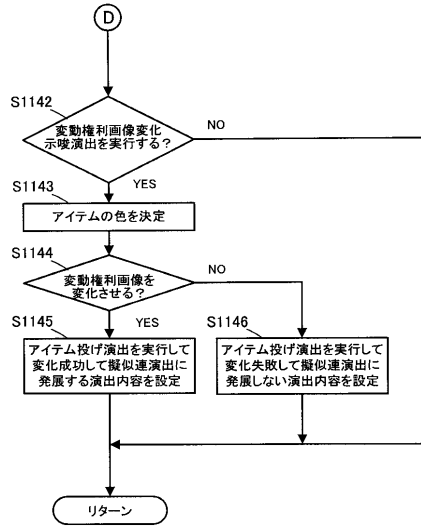 D
S1142
変動権利画像変化
示唆演出を実行する？
NO
YES
S1143
アイテムの色を決定
S1144
変動権利画像を
変化させる？
NO
YES
S1145
アイテム投げ演出を実行して
変化成功して擬似連演出に
発展する演出内容を設定
S1146
アイテム投げ演出を実行して
変化失敗して擬似連演出に
発展しない演出内容を設定
リターン